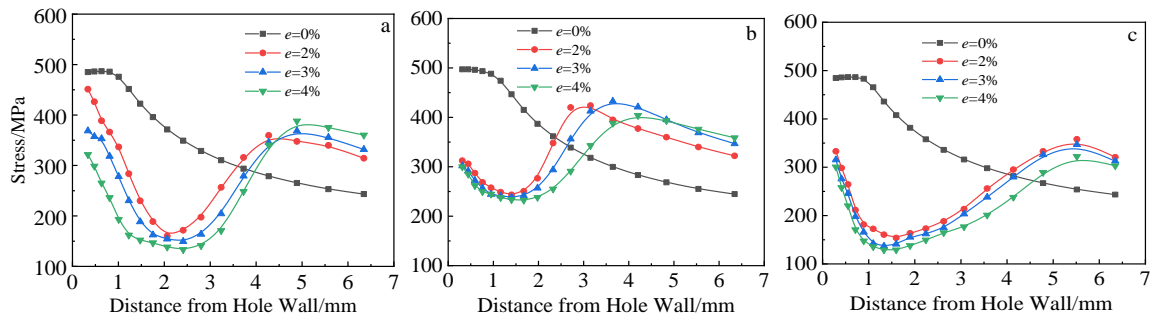 600
500
400
300
200
100
Stress/MPa
a
e=0%
e=2%
e=3%
e=4%
0 1 2 3 4 5 6 7
Distance from Hole Wall/mm
600
500
400
300
200
100
b
e=0%
e=2%
e=3%
e=4%
0 1 2 3 4 5 6 7
Distance from Hole Wall/mm
600
500
400
300
200
100
c
e=0%
e=2%
e=3%
e=4%
0 1 2 3 4 5 6 7
Distance from Hole Wall/mm